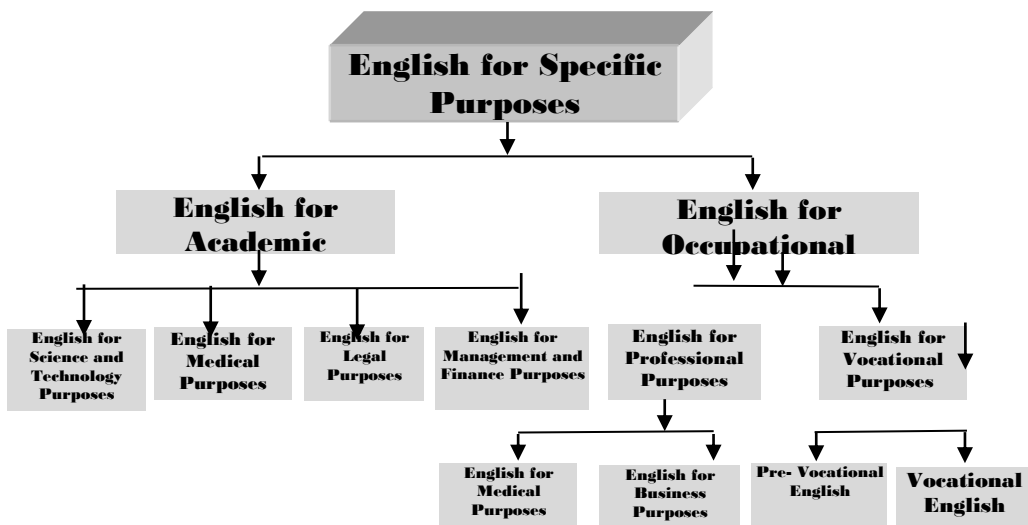 English for Specific
Purposes
English for
Academic
English for
Occupational
English for
Science and
Technology
Purposes
English for
Medical
Purposes
English for
Legal
Purposes
English for
Management and
Finance Purposes
English for
Professional
Purposes
English for
Vocational
Purposes
English for
Medical
Purposes
English for
Business
Purposes
Pre- Vocational
English
Vocational
English